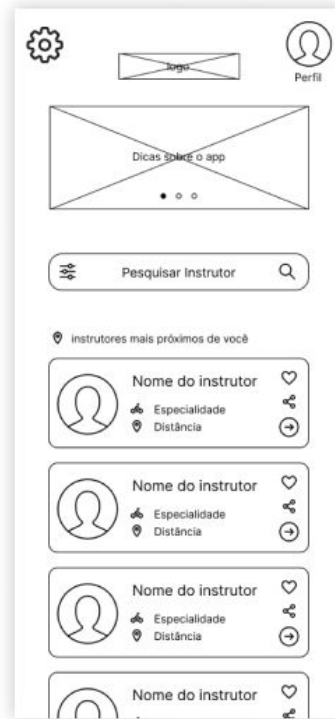 logo
Perfil
Dicas sobre o app
Pesquisar Instrutor
instrutores mais próximos de você
Nome do instrutor
Especialidade
Distância
Nome do instrutor
Especialidade
Distância
Nome do instrutor
Especialidade
Distância
Nome do instrutor